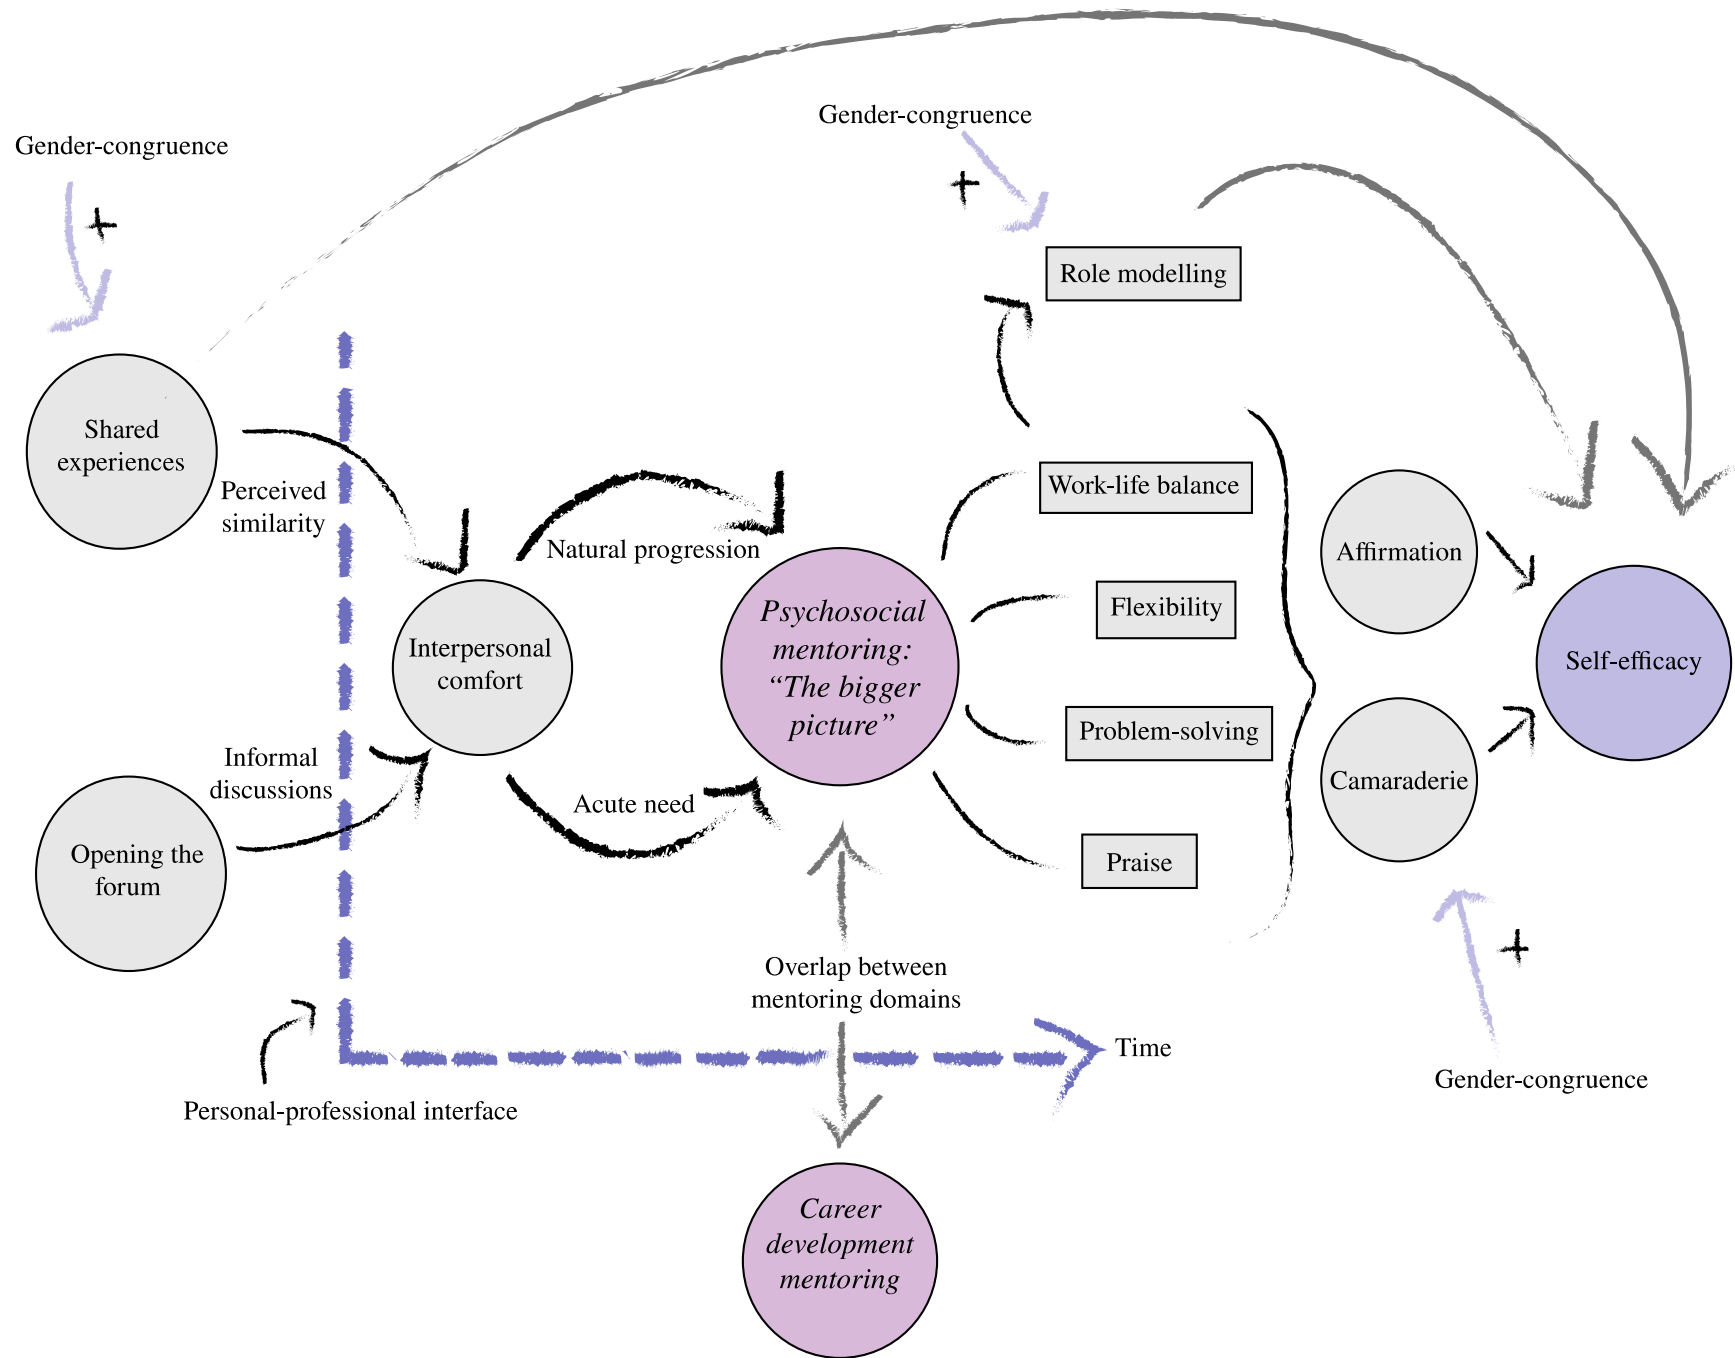 Gender-congruence
Gender-congruence
+
+
Role modelling
Shared
experiences
Perceived
similarity
Work-life balance
Natural progression
Affirmation
Psychosocial
mentoring:
“The bigger
picture”
Flexibility
Interpersonal
comfort
Self-efficacy
Problem-solving
Informal
discussions
Acute need
Camaraderie
Opening the
forum
Praise
+
Overlap between
mentoring domains
Time
Gender-congruence
Personal-professional interface
Career
development
mentoring